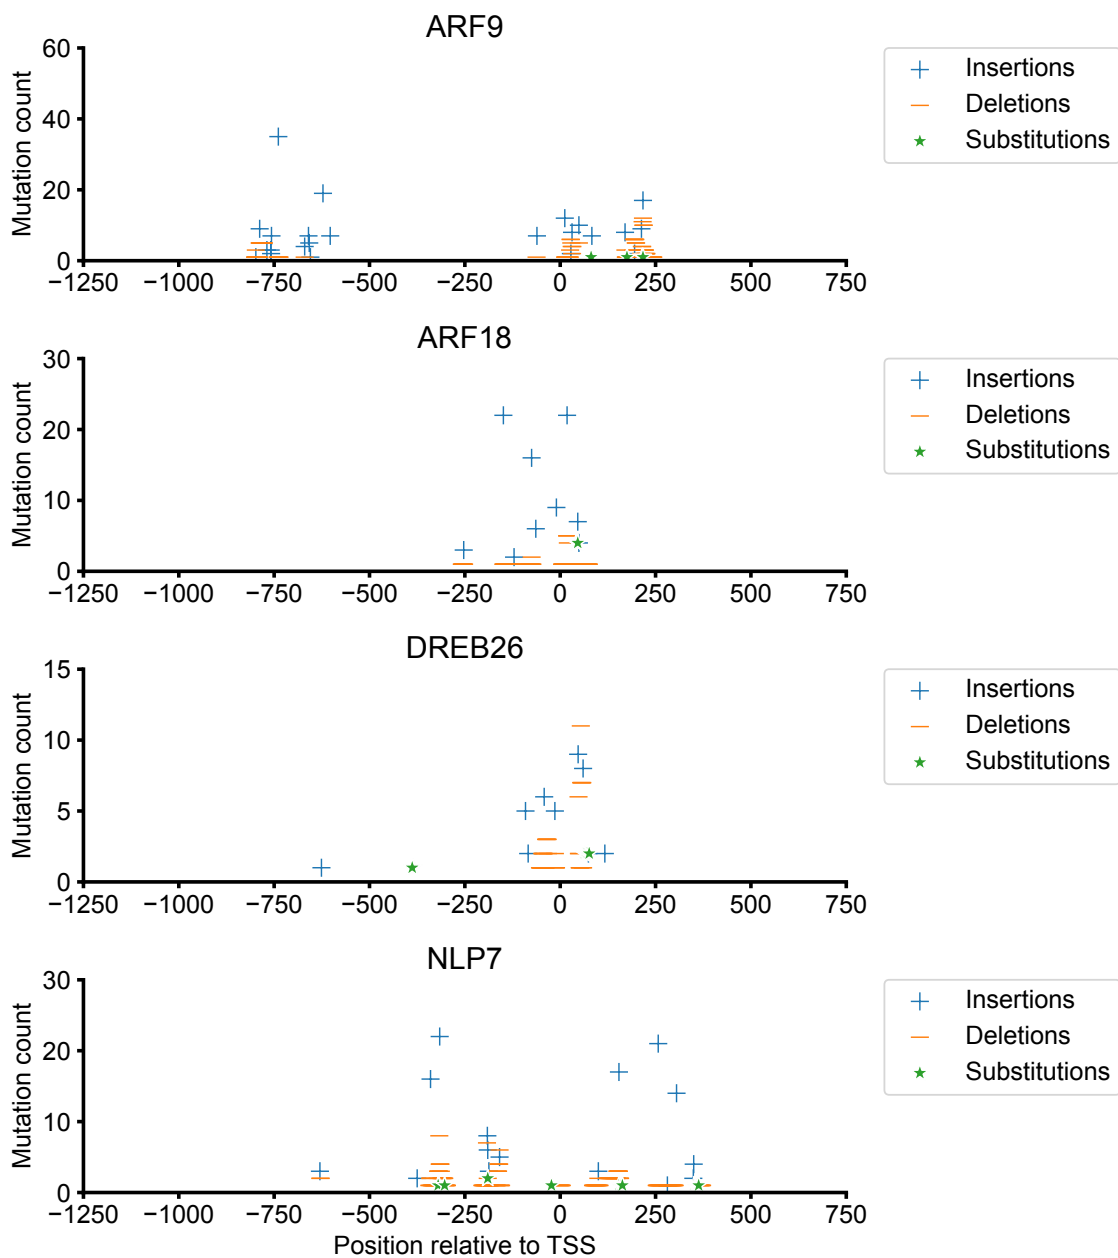 ARF9
Mutation count
60
40
20
0
−1250 −1000 −750 −500 −250 0 250 500 750
Insertions
Deletions
Substitutions
ARF18
Mutation count
30
20
10
0
−1250 −1000 −750 −500 −250 0 250 500 750
Insertions
Deletions
Substitutions
DREB26
Mutation count
15
10
5
0
−1250 −1000 −750 −500 −250 0 250 500 750
Insertions
Deletions
Substitutions
NLP7
Mutation count
30
20
10
0
−1250 −1000 −750 −500 −250 0 250 500 750
Position relative to TSS
Insertions
Deletions
Substitutions